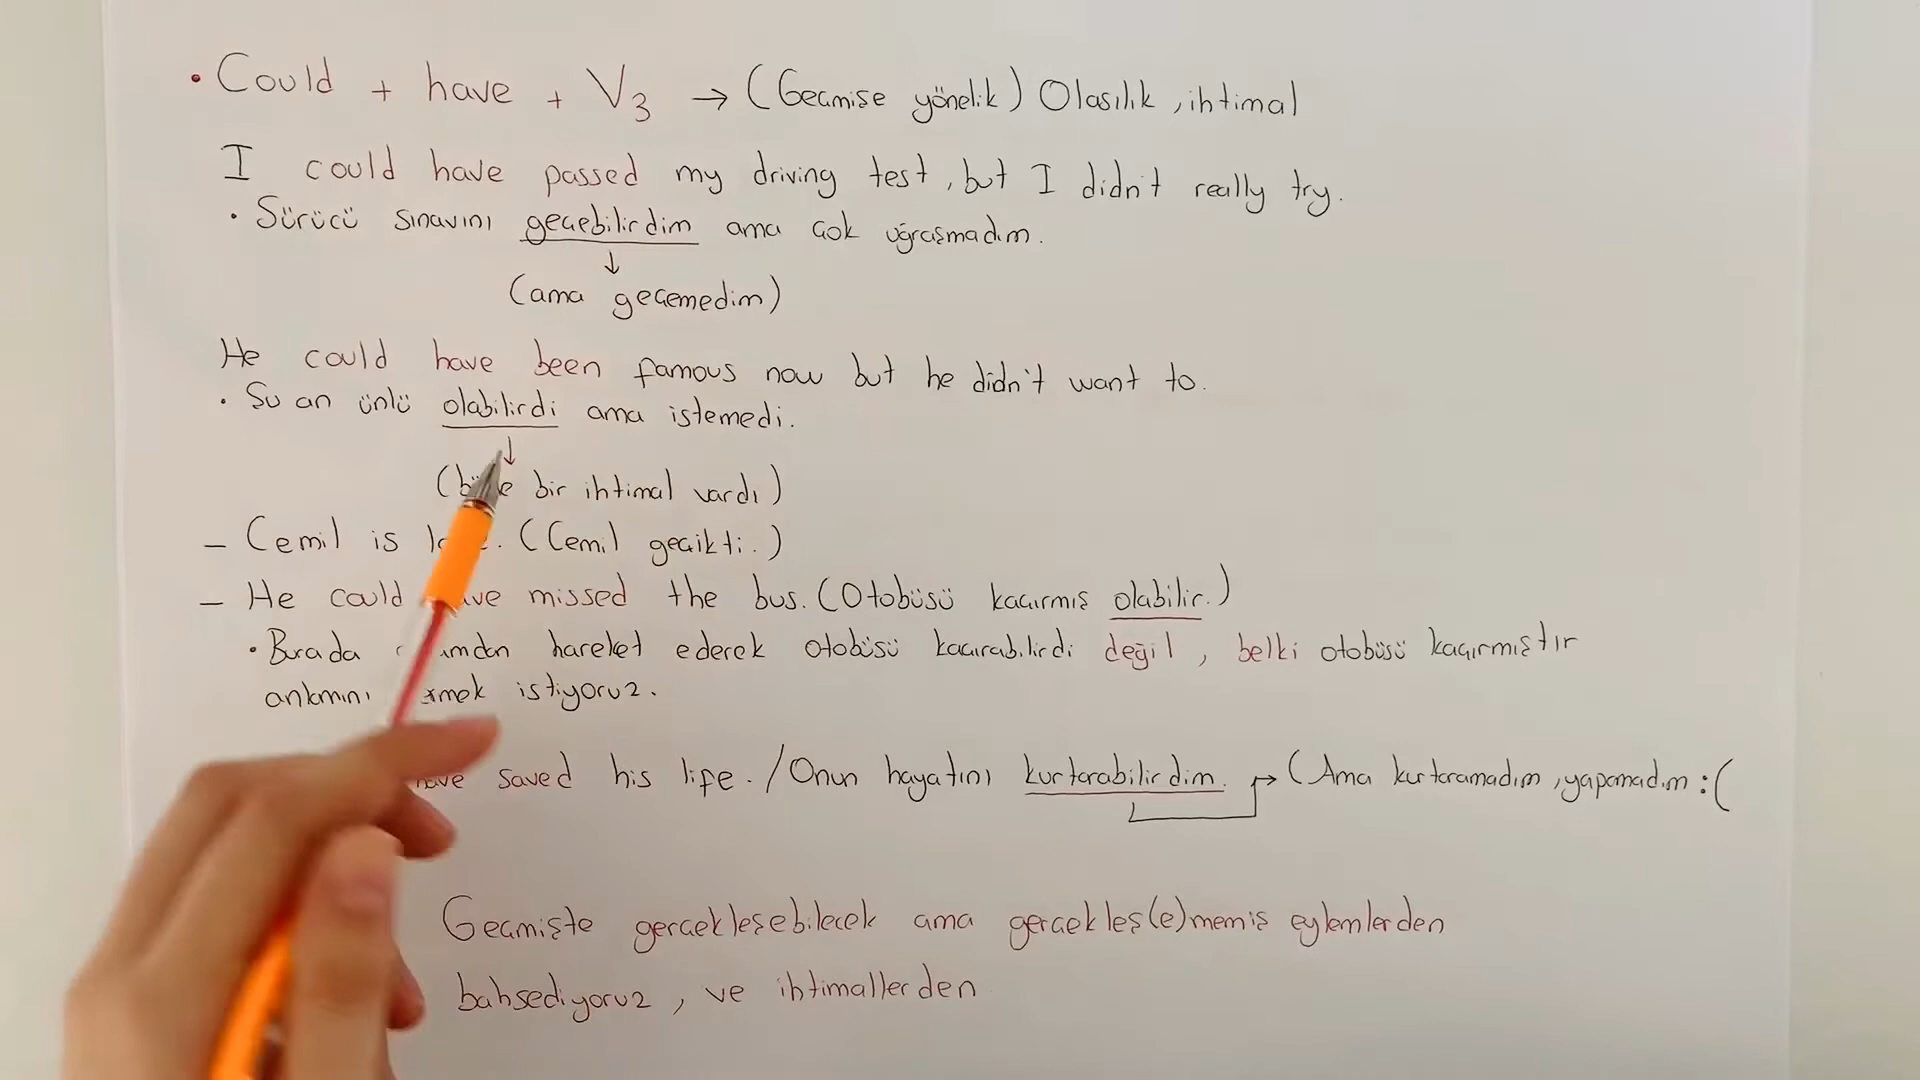 • Could + have + V3 → (Geçmişe yönelik) Olasılık, ihtimal
I could have passed my driving test, but I didn't really try.
• Sürücü sınavını geçebilirdim ama çok uğraşmadım.
↓
(ama geçemedim)
He could have been famous now but he didn't want to.
• Şu an ünlü olabilirdi ama istemedi.
↓
bir ihtimal vardı)
– Cemil is (Cemil gecikti.)
– He could missed the bus. (Otobüsü kaçırmış olabilir.)
• Burada hareket ederek otobüsü kaçırabilirdi değil, belki otobüsü kaçırmıştır
istiyoruz.
have saved his life. / Onun hayatını kurtarabilirdim. → (Ama kurtaramadım, yapamadım :(
Geçmişte gerçekleşebilecek ama gerçekleş(e)memiş eylemlerden
bahsediyoruz, ve ihtimallerden